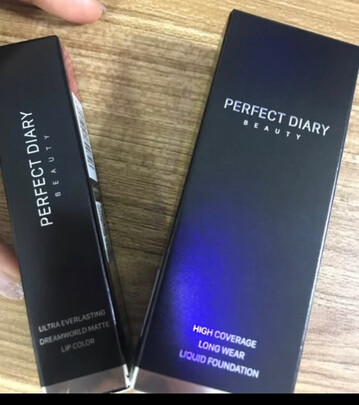 PERFECT DIARY
BEAUTY
ULTRA EVERLASTING
DREAMWORLD MATTE
LIP COLOR
PERFECT DIARY
BEAUTY
HIGH COVERAGE
LONG WEAR
LIQUID FOUNDATION